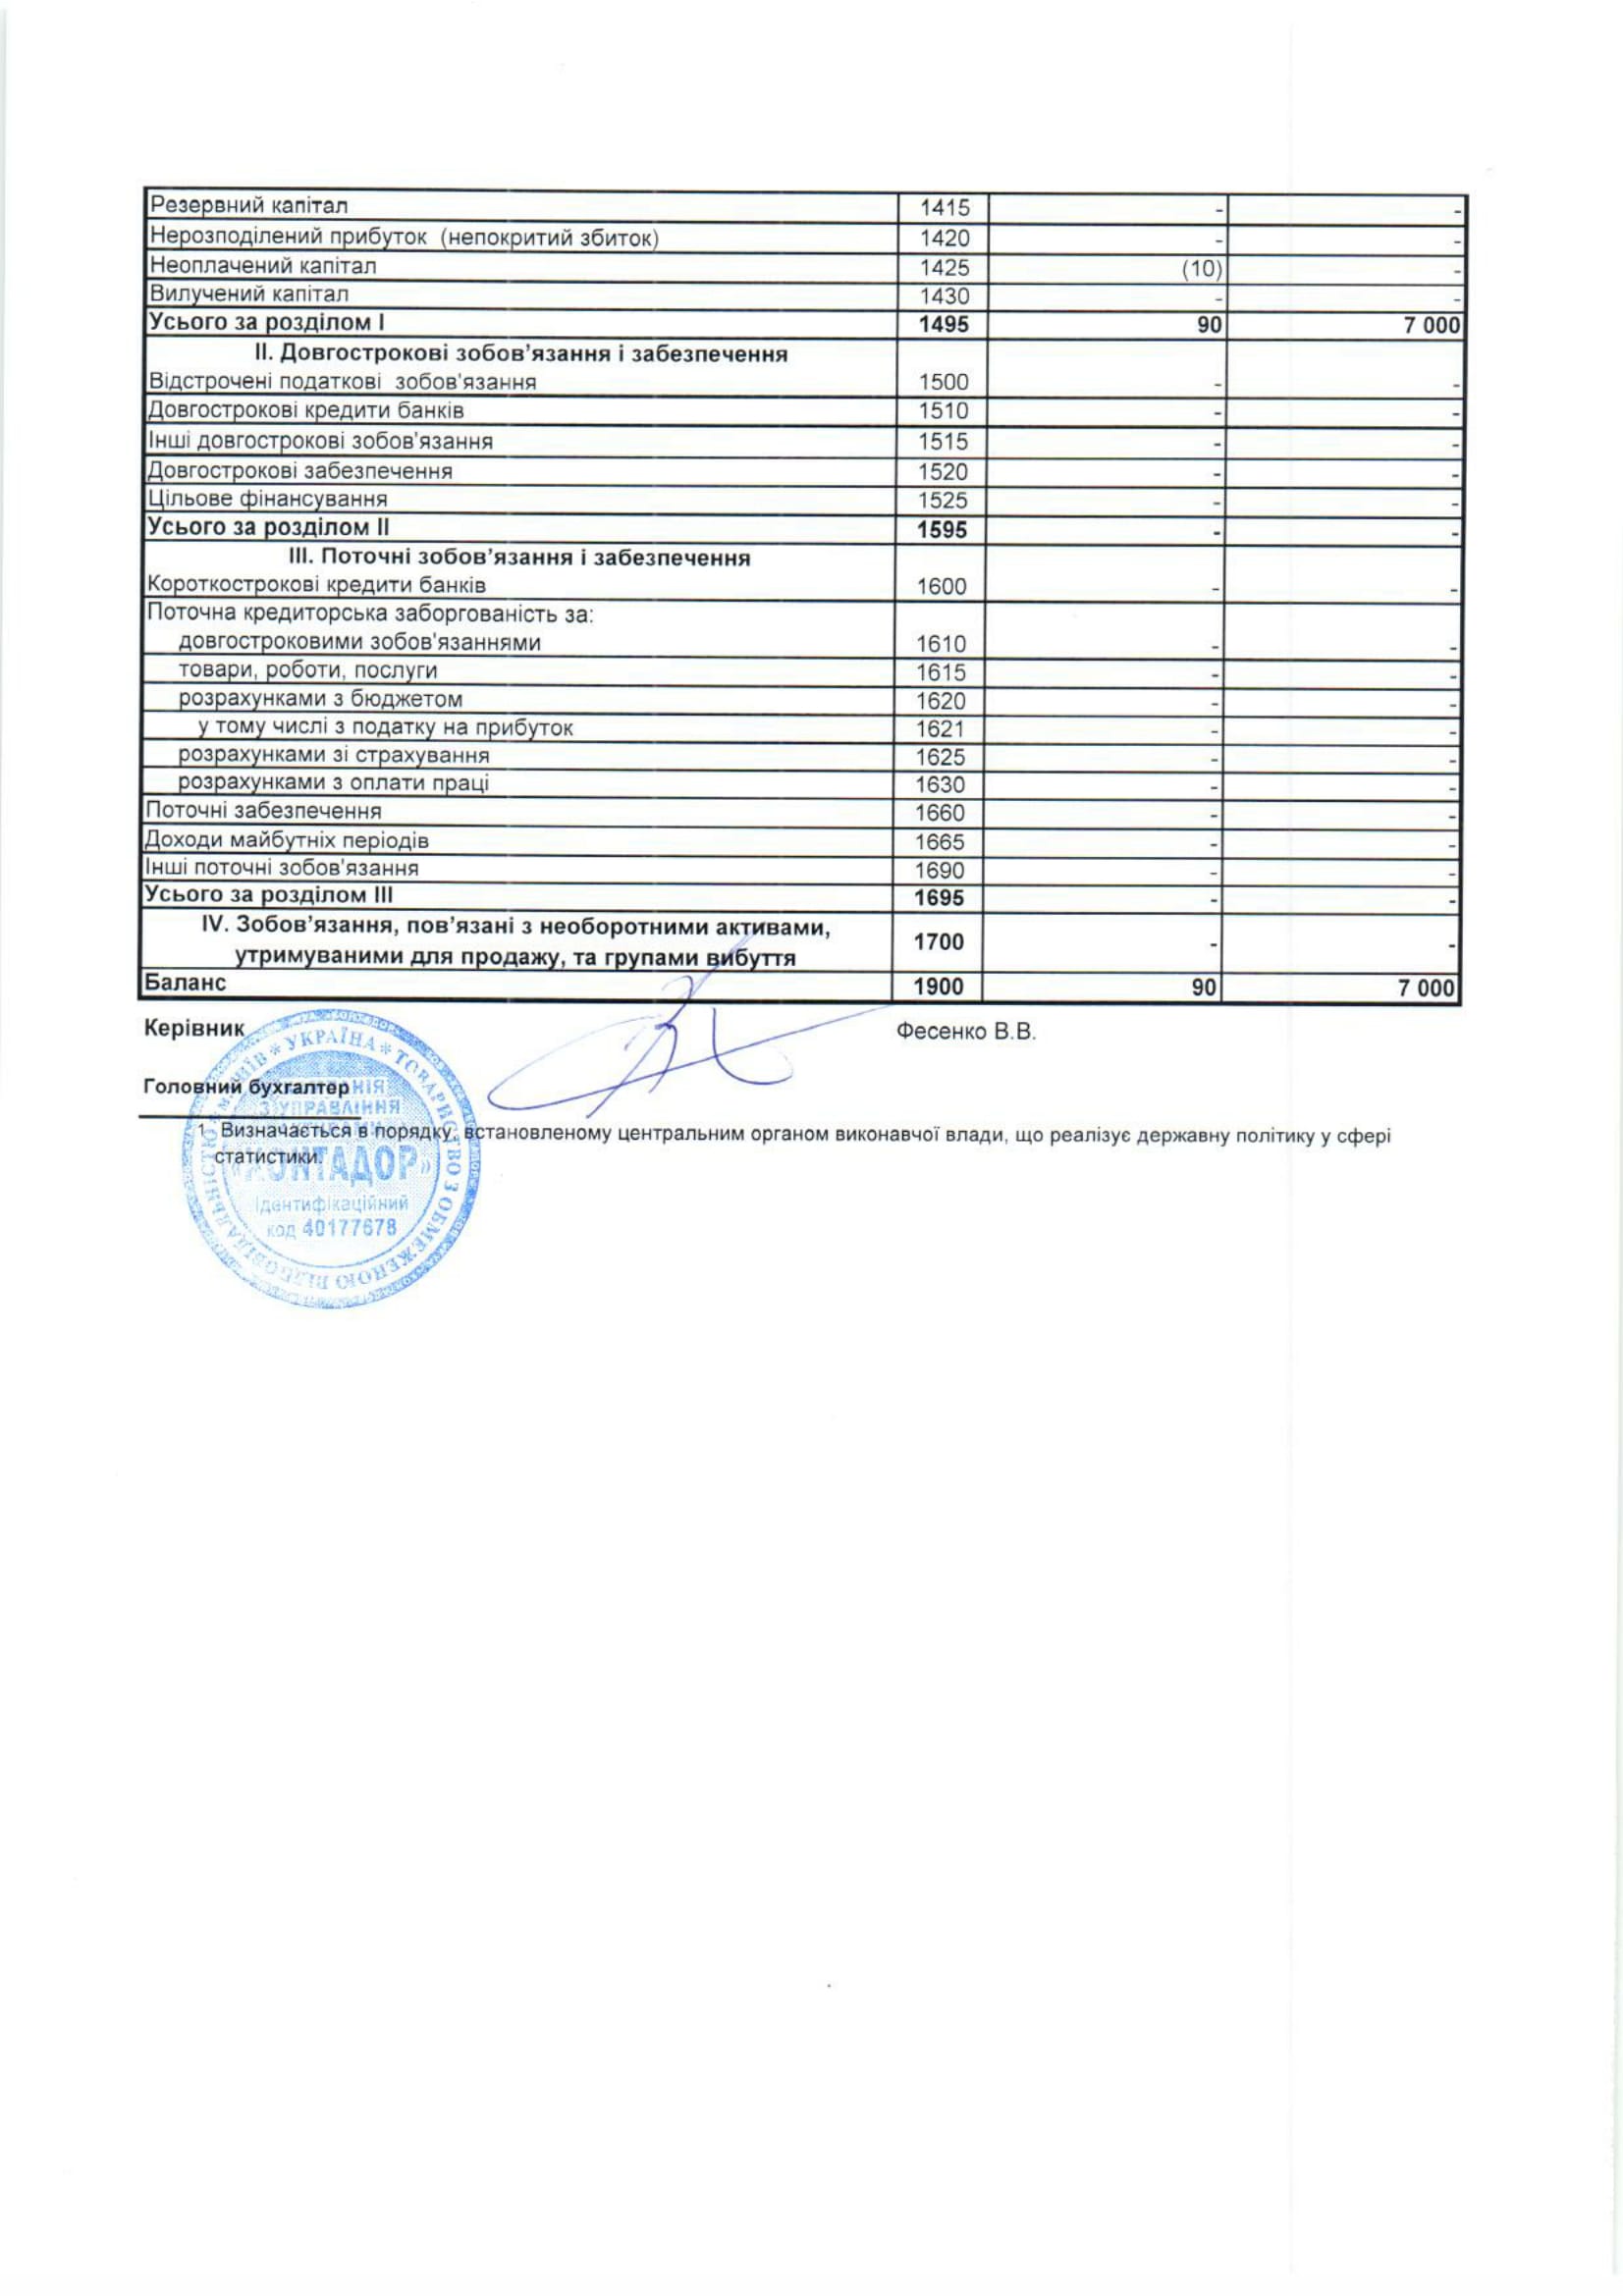 Резервний капітал 1415 - -
Нерозподілений прибуток (непокритий збиток) 1420 - -
Неоплачений капітал 1425 (10) -
Вилучений капітал 1430 - -
Усього за розділом I 1495 90 7 000
II. Довгострокові зобов’язання і забезпечення
Відстрочені податкові зобов'язання 1500 - -
Довгострокові кредити банків 1510 - -
Інші довгострокові зобов'язання 1515 - -
Довгострокові забезпечення 1520 - -
Цільове фінансування 1525 - -
Усього за розділом II 1595 - -
III. Поточні зобов’язання і забезпечення
Короткострокові кредити банків 1600 - -
Поточна кредиторська заборгованість за:
довгостроковими зобов'язаннями 1610 - -
товари, роботи, послуги 1615 - -
розрахунками з бюджетом 1620 - -
у тому числі з податку на прибуток 1621 - -
розрахунками зі страхування 1625 - -
розрахунками з оплати праці 1630 - -
Поточні забезпечення 1660 - -
Доходи майбутніх періодів 1665 - -
Інші поточні зобов'язання 1690 - -
Усього за розділом III 1695 - -
IV. Зобов’язання, пов’язані з необоротними активами,
утримуваними для продажу, та групами вибуття 1700 - -
Баланс 1900 90 7 000
Керівник Фесенко В.В.
Головний бухгалтер
1 Визначається в порядку, встановленому центральним органом виконавчої влади, що реалізує державну політику у сфері
статистики.
УКРАЇНА * ТОВАРИСТВО З ОБМЕЖЕНОЮ ВІДПОВІДАЛЬНІСТЮ
З УПРАВЛІННЯ
Ідентифікаційний
код 40177678